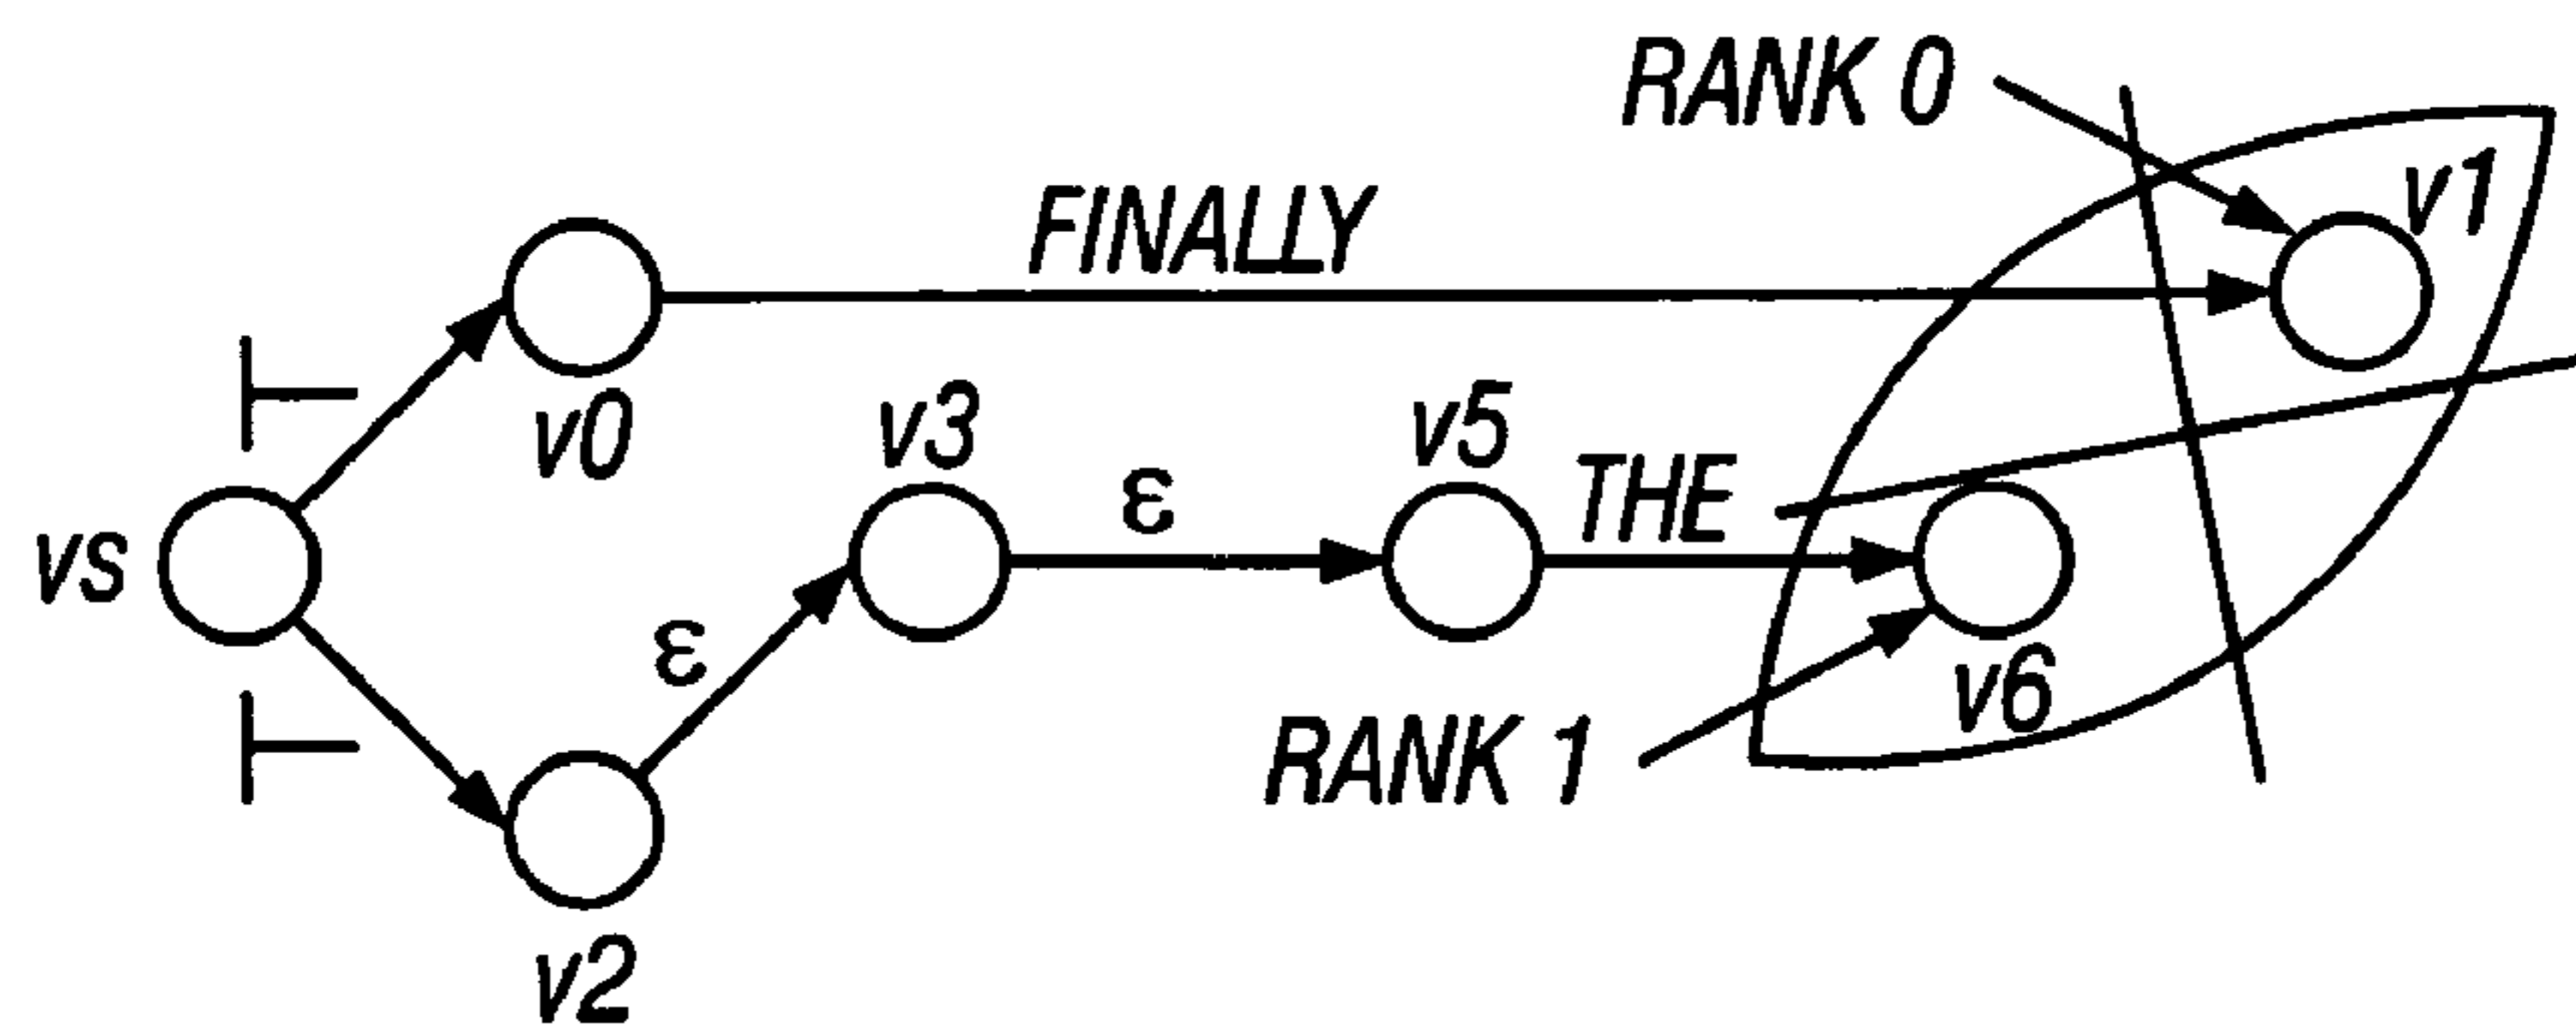 RANK 0
v1
FINALLY
⊢
v0
v3
v5
ε
THE
vs
ε
v6
⊢
RANK 1
v2